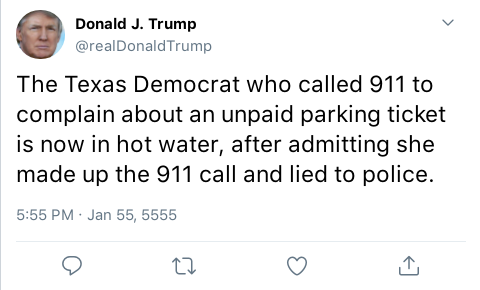 Donald J. Trump
@realDonaldTrump
The Texas Democrat who called 911 to
complain about an unpaid parking ticket
is now in hot water, after admitting she
made up the 911 call and lied to police.
5:55 PM · Jan 55, 5555